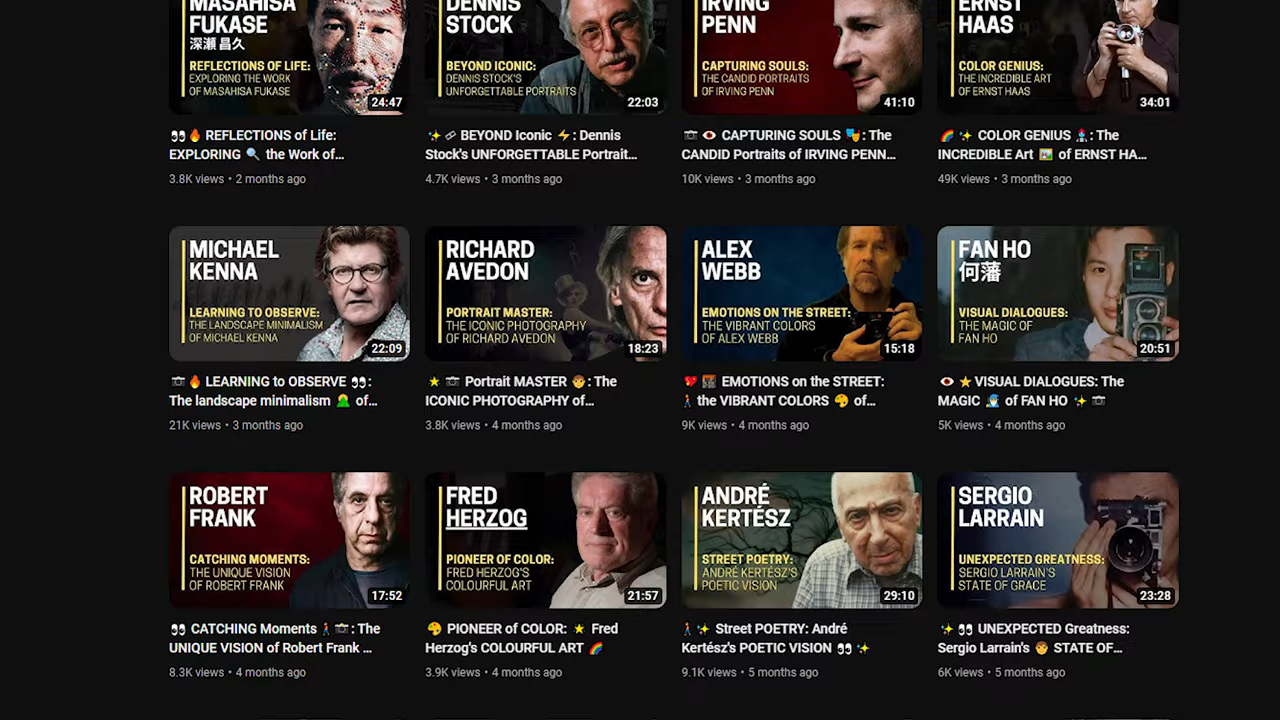 MASAHISA
FUKASE
深瀬 昌久
REFLECTIONS OF LIFE:
EXPLORING THE WORK
OF MASAHISA FUKASE
24:47
REFLECTIONS of Life:
EXPLORING the Work of...
3.8K views • 2 months ago
DENNIS
STOCK
BEYOND ICONIC:
DENNIS STOCK'S
UNFORGETTABLE PORTRAITS
22:03
BEYOND Iconic : Dennis
Stock's UNFORGETTABLE Portrait...
4.7K views • 3 months ago
IRVING
PENN
CAPTURING SOULS:
THE CANDID PORTRAITS
OF IRVING PENN
41:10
CAPTURING SOULS : The
CANDID Portraits of IRVING PENN...
10K views • 3 months ago
ERNST
HAAS
COLOR GENIUS:
THE INCREDIBLE ART
OF ERNST HAAS
34:01
COLOR GENIUS : The
INCREDIBLE Art of ERNST HA...
49K views • 3 months ago
MICHAEL
KENNA
LEARNING TO OBSERVE:
THE LANDSCAPE MINIMALISM
OF MICHAEL KENNA
22:09
LEARNING to OBSERVE :
The landscape minimalism of...
21K views • 3 months ago
RICHARD
AVEDON
PORTRAIT MASTER:
THE ICONIC PHOTOGRAPHY
OF RICHARD AVEDON
18:23
Portrait MASTER : The
ICONIC PHOTOGRAPHY of...
3.8K views • 4 months ago
ALEX
WEBB
EMOTIONS ON THE STREET:
THE VIBRANT COLORS
OF ALEX WEBB
15:18
EMOTIONS on the STREET:
the VIBRANT COLORS of...
9K views • 4 months ago
FAN HO
何藩
VISUAL DIALOGUES:
THE MAGIC OF
FAN HO
20:51
VISUAL DIALOGUES: The
MAGIC of FAN HO
5K views • 4 months ago
ROBERT
FRANK
CATCHING MOMENTS:
THE UNIQUE VISION
OF ROBERT FRANK
17:52
CATCHING Moments : The
UNIQUE VISION of Robert Frank ...
8.3K views • 4 months ago
FRED
HERZOG
PIONEER OF COLOR:
FRED HERZOG'S
COLOURFUL ART
21:57
PIONEER of COLOR: Fred
Herzog's COLOURFUL ART
3.9K views • 4 months ago
ANDRÉ
KERTÉSZ
STREET POETRY:
ANDRÉ KERTÉSZ'S
POETIC VISION
29:10
Street POETRY: André
Kertész's POETIC VISION
9.1K views • 5 months ago
SERGIO
LARRAIN
UNEXPECTED GREATNESS:
SERGIO LARRAIN'S
STATE OF GRACE
23:28
UNEXPECTED Greatness:
Sergio Larrain's STATE OF...
6K views • 5 months ago